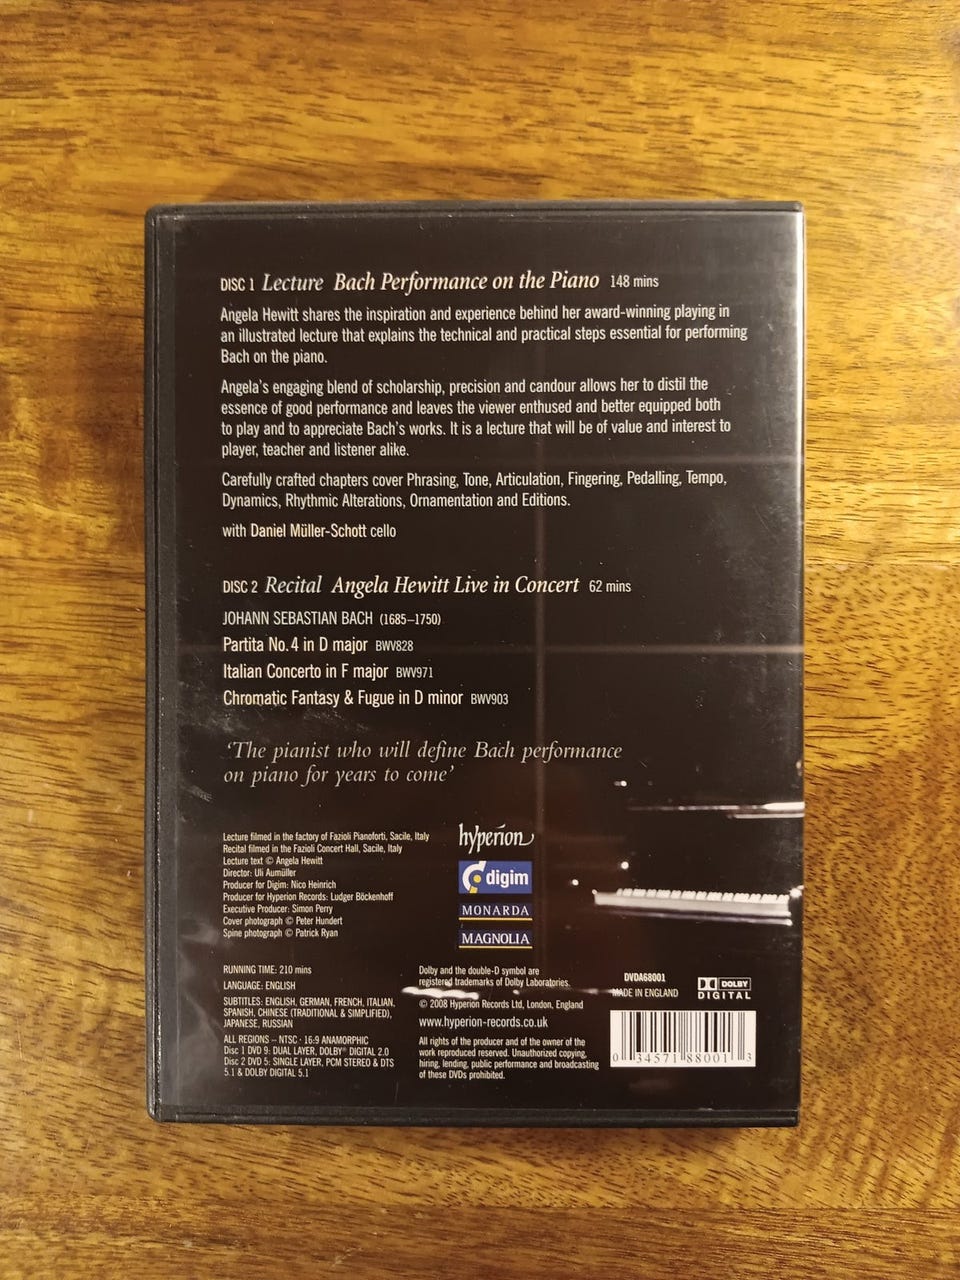 DISC 1 Lecture Bach Performance on the Piano 148 mins
Angela Hewitt shares the inspiration and experience behind her award-winning playing in
an illustrated lecture that explains the technical and practical steps essential for performing
Bach on the piano.
Angela's engaging blend of scholarship, precision and candour allows her to distil the
essence of good performance and leaves the viewer enthused and better equipped both
to play and to appreciate Bach's works. It is a lecture that will be of value and interest to
player, teacher and listener alike.
Carefully crafted chapters cover Phrasing, Tone, Articulation, Fingering, Pedalling, Tempo,
Dynamics, Rhythmic Alterations, Ornamentation and Editions.
with Daniel Müller-Schott cello
DISC 2 Recital Angela Hewitt Live in Concert 62 mins
JOHANN SEBASTIAN BACH (1685–1750)
Partita No. 4 in D major BWV828
Italian Concerto in F major BWV971
Chromatic Fantasy & Fugue in D minor BWV903
'The pianist who will define Bach performance
on piano for years to come'
Lecture filmed in the factory of Fazioli Pianoforti, Sacile, Italy
Recital filmed in the Fazioli Concert Hall, Sacile, Italy
Lecture text © Angela Hewitt
Director: Uli Aumüller
Producer for Digim: Nico Heinrich
Producer for Hyperion Records: Ludger Böckenhoff
Executive Producer: Simon Perry
Cover photograph © Peter Hundert
Spine photograph © Patrick Ryan
hyperion
digim
MONARDA
MAGNOLIA
RUNNING TIME: 210 mins
LANGUAGE: ENGLISH
SUBTITLES: ENGLISH, GERMAN, FRENCH, ITALIAN,
SPANISH, CHINESE (TRADITIONAL & SIMPLIFIED),
JAPANESE, RUSSIAN
ALL REGIONS – NTSC · 16:9 ANAMORPHIC
Disc 1 DVD 9: DUAL LAYER, DOLBY® DIGITAL 2.0
Disc 2 DVD 5: SINGLE LAYER, PCM STEREO & DTS
5.1 & DOLBY DIGITAL 5.1
Dolby and the double-D symbol are
registered trademarks of Dolby Laboratories.
© 2008 Hyperion Records Ltd, London, England
www.hyperion-records.co.uk
All rights of the producer and of the owner of the
work reproduced reserved. Unauthorized copying,
hiring, lending, public performance and broadcasting
of these DVDs prohibited.
DVDA68001
MADE IN ENGLAND
DOLBY
DIGITAL
0 34571 88001 3